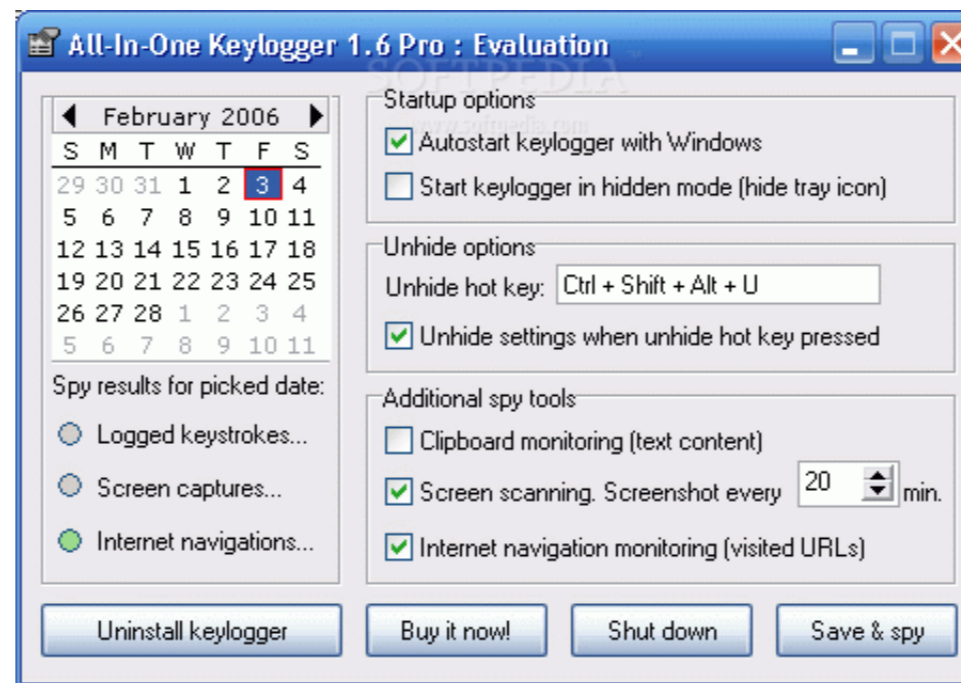 All-In-One Keylogger 1.6 Pro : Evaluation
SOFTPEDIA
www.softpedia.com
February 2006
S M T W T F S
29 30 31 1 2 3 4
5 6 7 8 9 10 11
12 13 14 15 16 17 18
19 20 21 22 23 24 25
26 27 28 1 2 3 4
5 6 7 8 9 10 11
Spy results for picked date:
Logged keystrokes...
Screen captures...
Internet navigations...
Startup options
Autostart keylogger with Windows
Start keylogger in hidden mode (hide tray icon)
Unhide options
Unhide hot key: Ctrl + Shift + Alt + U
Unhide settings when unhide hot key pressed
Additional spy tools
Clipboard monitoring (text content)
Screen scanning. Screenshot every 20 min.
Internet navigation monitoring (visited URLs)
Uninstall keylogger
Buy it now!
Shut down
Save & spy